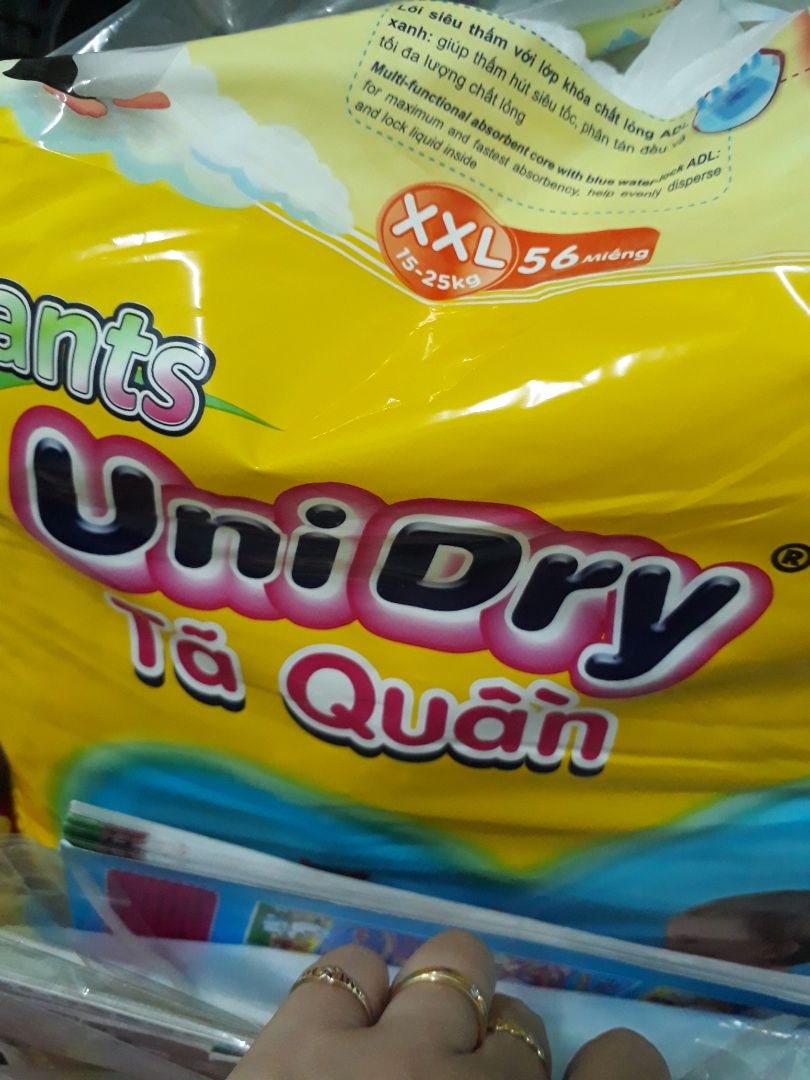 Lõi siêu thấm với lớp khóa chất lỏng ADL
xanh: giúp thấm hút siêu tốc, phân tán đều và
tối đa lượng chất lỏng
Multi-functional absorbent core with blue water-lock ADL:
for maximum and fastest absorbency, help evenly disperse
and lock liquid inside
XXL
15-25kg
56 Miếng
ants
UniDry
®
Tã Quần